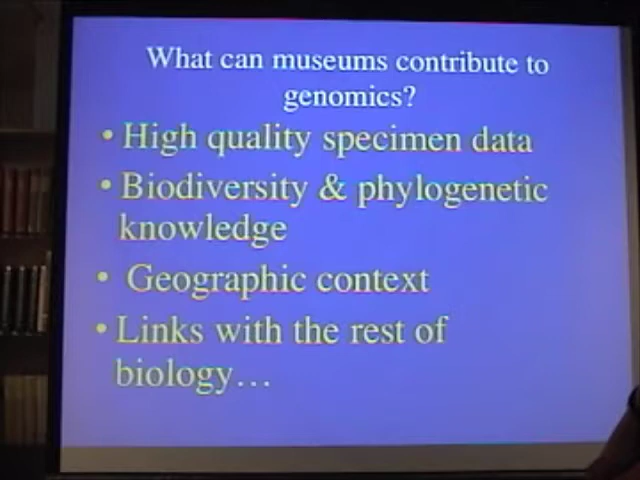 What can museums contribute to
genomics?
• High quality specimen data
• Biodiversity & phylogenetic
knowledge
• Geographic context
• Links with the rest of
biology…